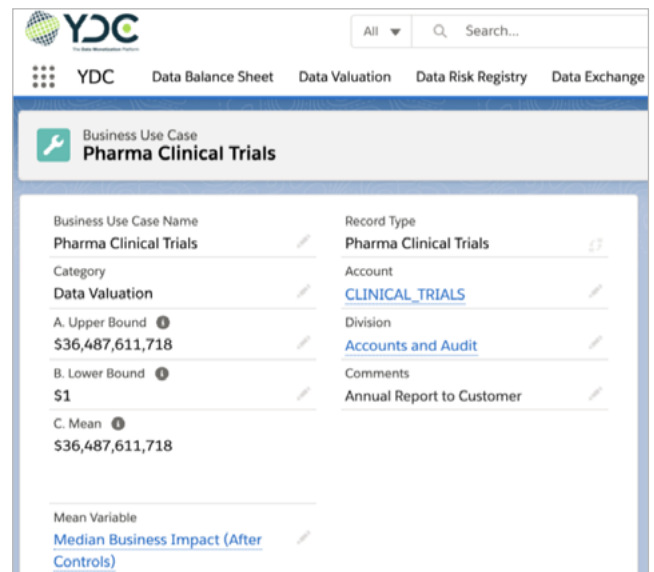 YDC
The Data Monetization Platform
All
Search...
YDC Data Balance Sheet Data Valuation Data Risk Registry Data Exchange
Business Use Case
Pharma Clinical Trials
Business Use Case Name
Pharma Clinical Trials
Category
Data Valuation
A. Upper Bound
$36,487,611,718
B. Lower Bound
$1
C. Mean
$36,487,611,718
Mean Variable
Median Business Impact (After
Controls)
Record Type
Pharma Clinical Trials
Account
CLINICAL_TRIALS
Division
Accounts and Audit
Comments
Annual Report to Customer